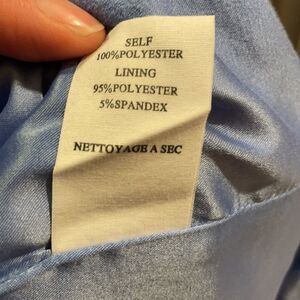 SELF
100%POLYESTER
LINING
95%POLYESTER
5%SPANDEX
NETTOYAGE A SEC